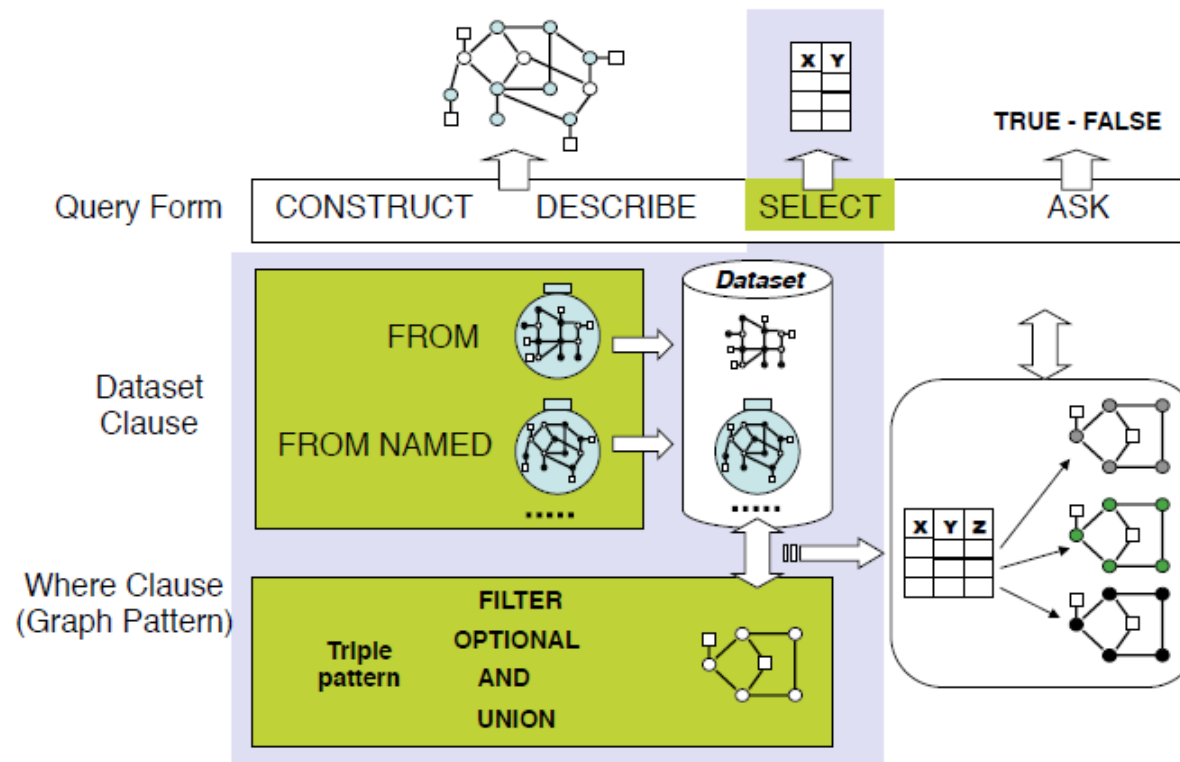 X Y
TRUE - FALSE
Query Form
CONSTRUCT DESCRIBE SELECT ASK
Dataset
FROM
Dataset
Clause
FROM NAMED
.....
.....
X Y Z
Where Clause
(Graph Pattern)
FILTER
Triple
pattern
OPTIONAL
AND
UNION